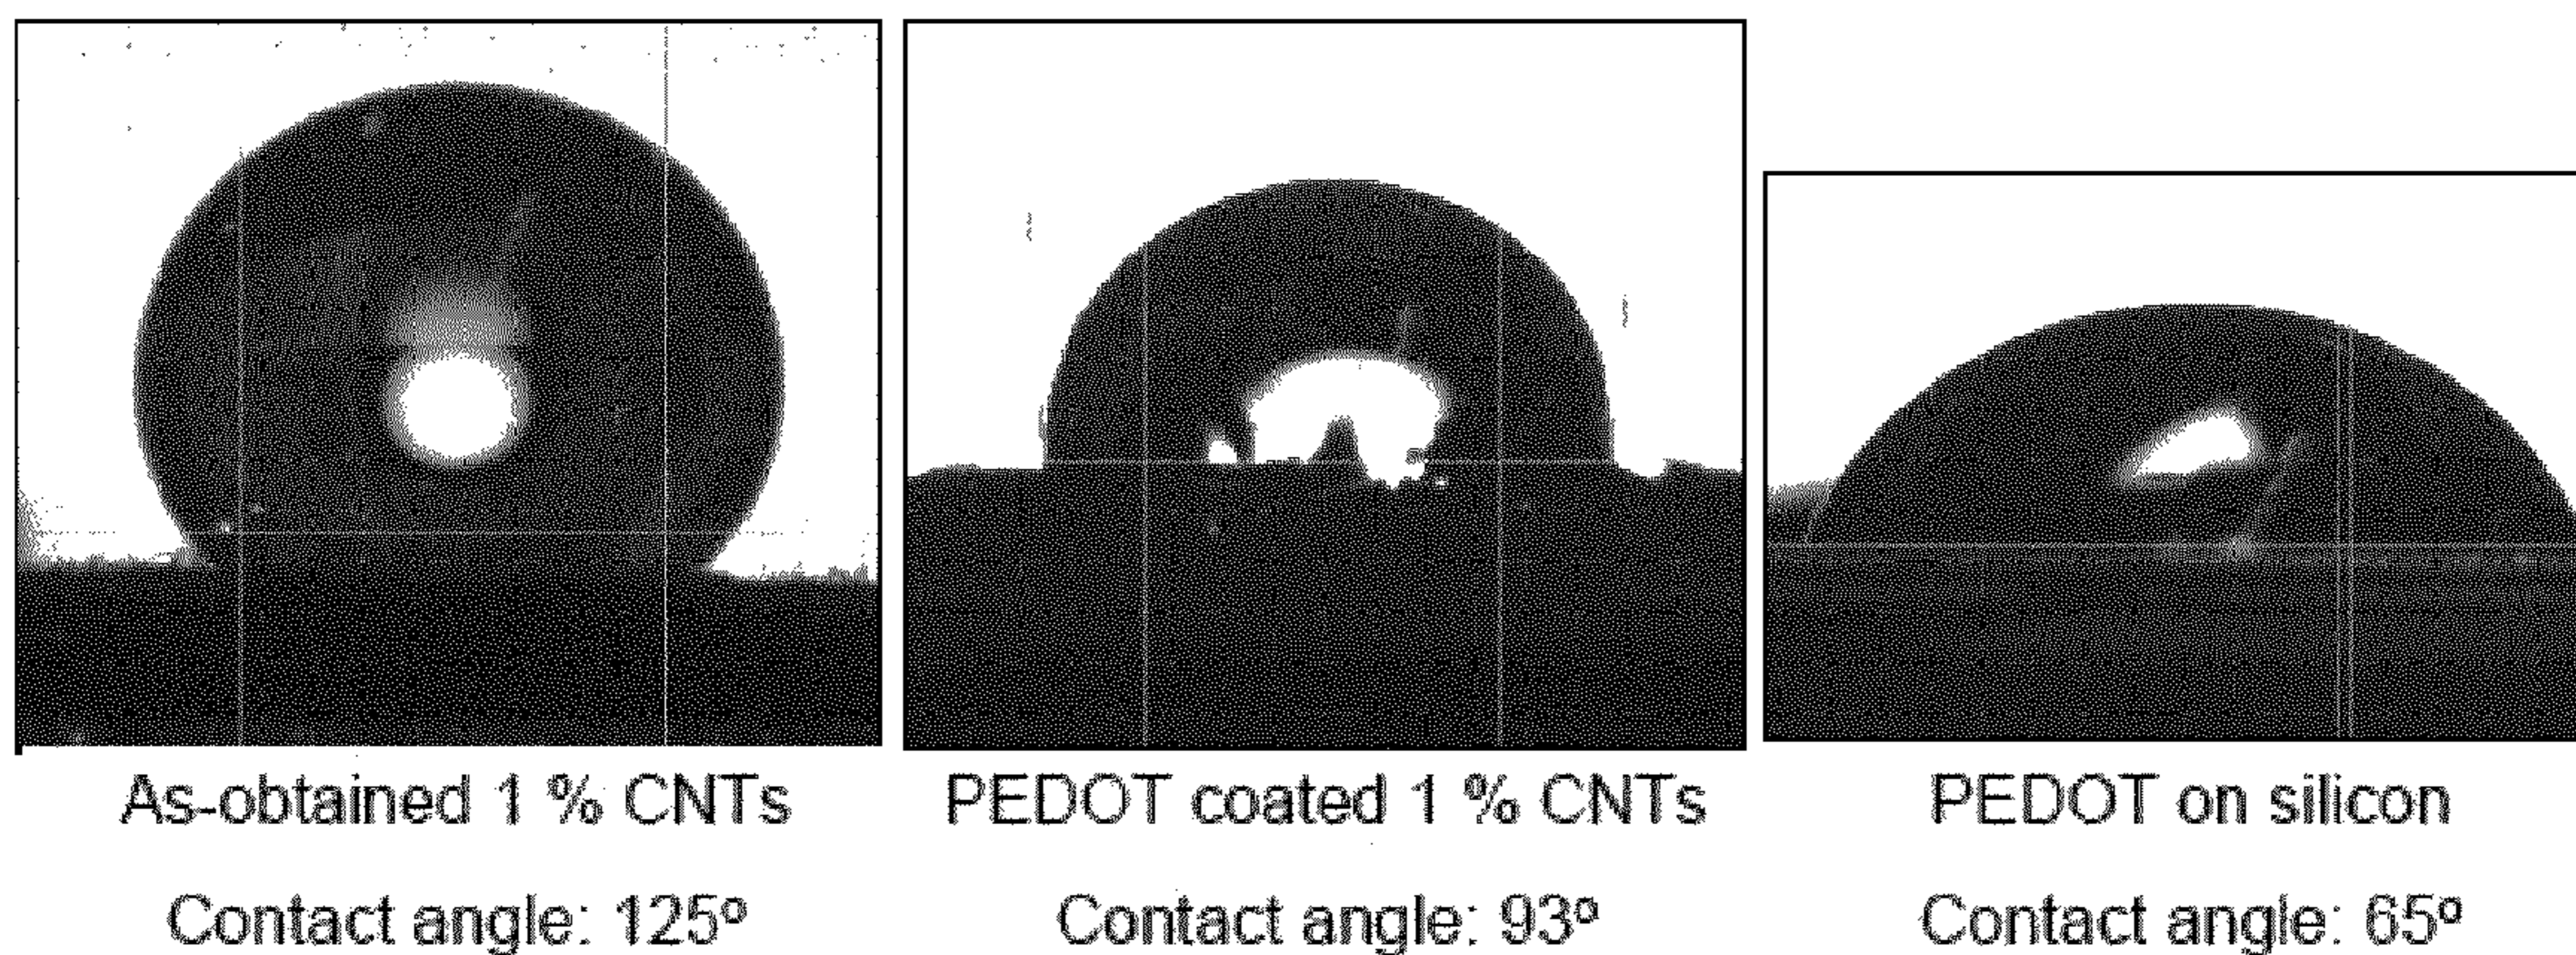 As-obtained 1 % CNTs
Contact angle: 125º
PEDOT coated 1 % CNTs
Contact angle: 93º
PEDOT on silicon
Contact angle: 65º